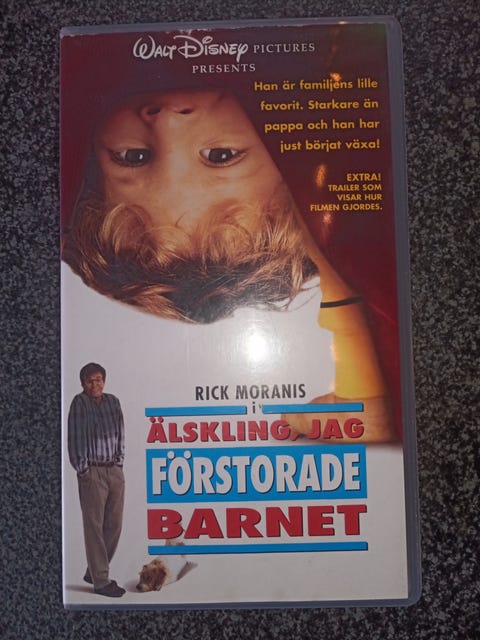 WALT DISNEY PICTURES
PRESENTS
Han är familjens lille
favorit. Starkare än
pappa och han har
just börjat växa!
EXTRA!
TRAILER SOM
VISAR HUR
FILMEN GJORDES.
RICK MORANIS
i
ÄLSKLING, JAG
FÖRSTORADE
BARNET